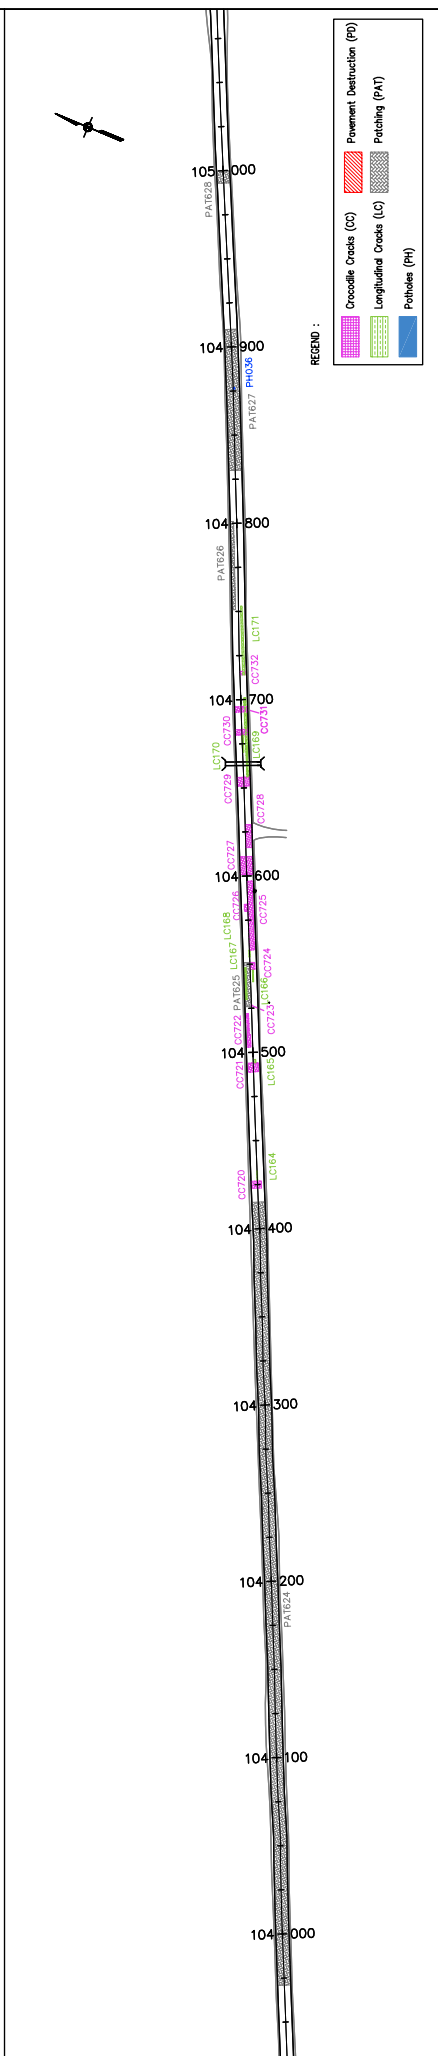 105 000
PAT628
104 900
PH036
PAT627
104 800
PAT626
LC171
CC732
104 700
CC731
CC730
LC169
LC170
CC729
CC728
CC727
104 600
CC726
CC725
LC168
LC167
CC724
PAT625
LC166
CC723
CC722
104 500
CC721
LC165
LC164
CC720
104 400
104 300
104 200
PAT624
104 100
104 000
REGEND :
Crocodile Cracks (CC)
Pavement Destruction (PD)
Longitudinal Cracks (LC)
Patching (PAT)
Potholes (PH)